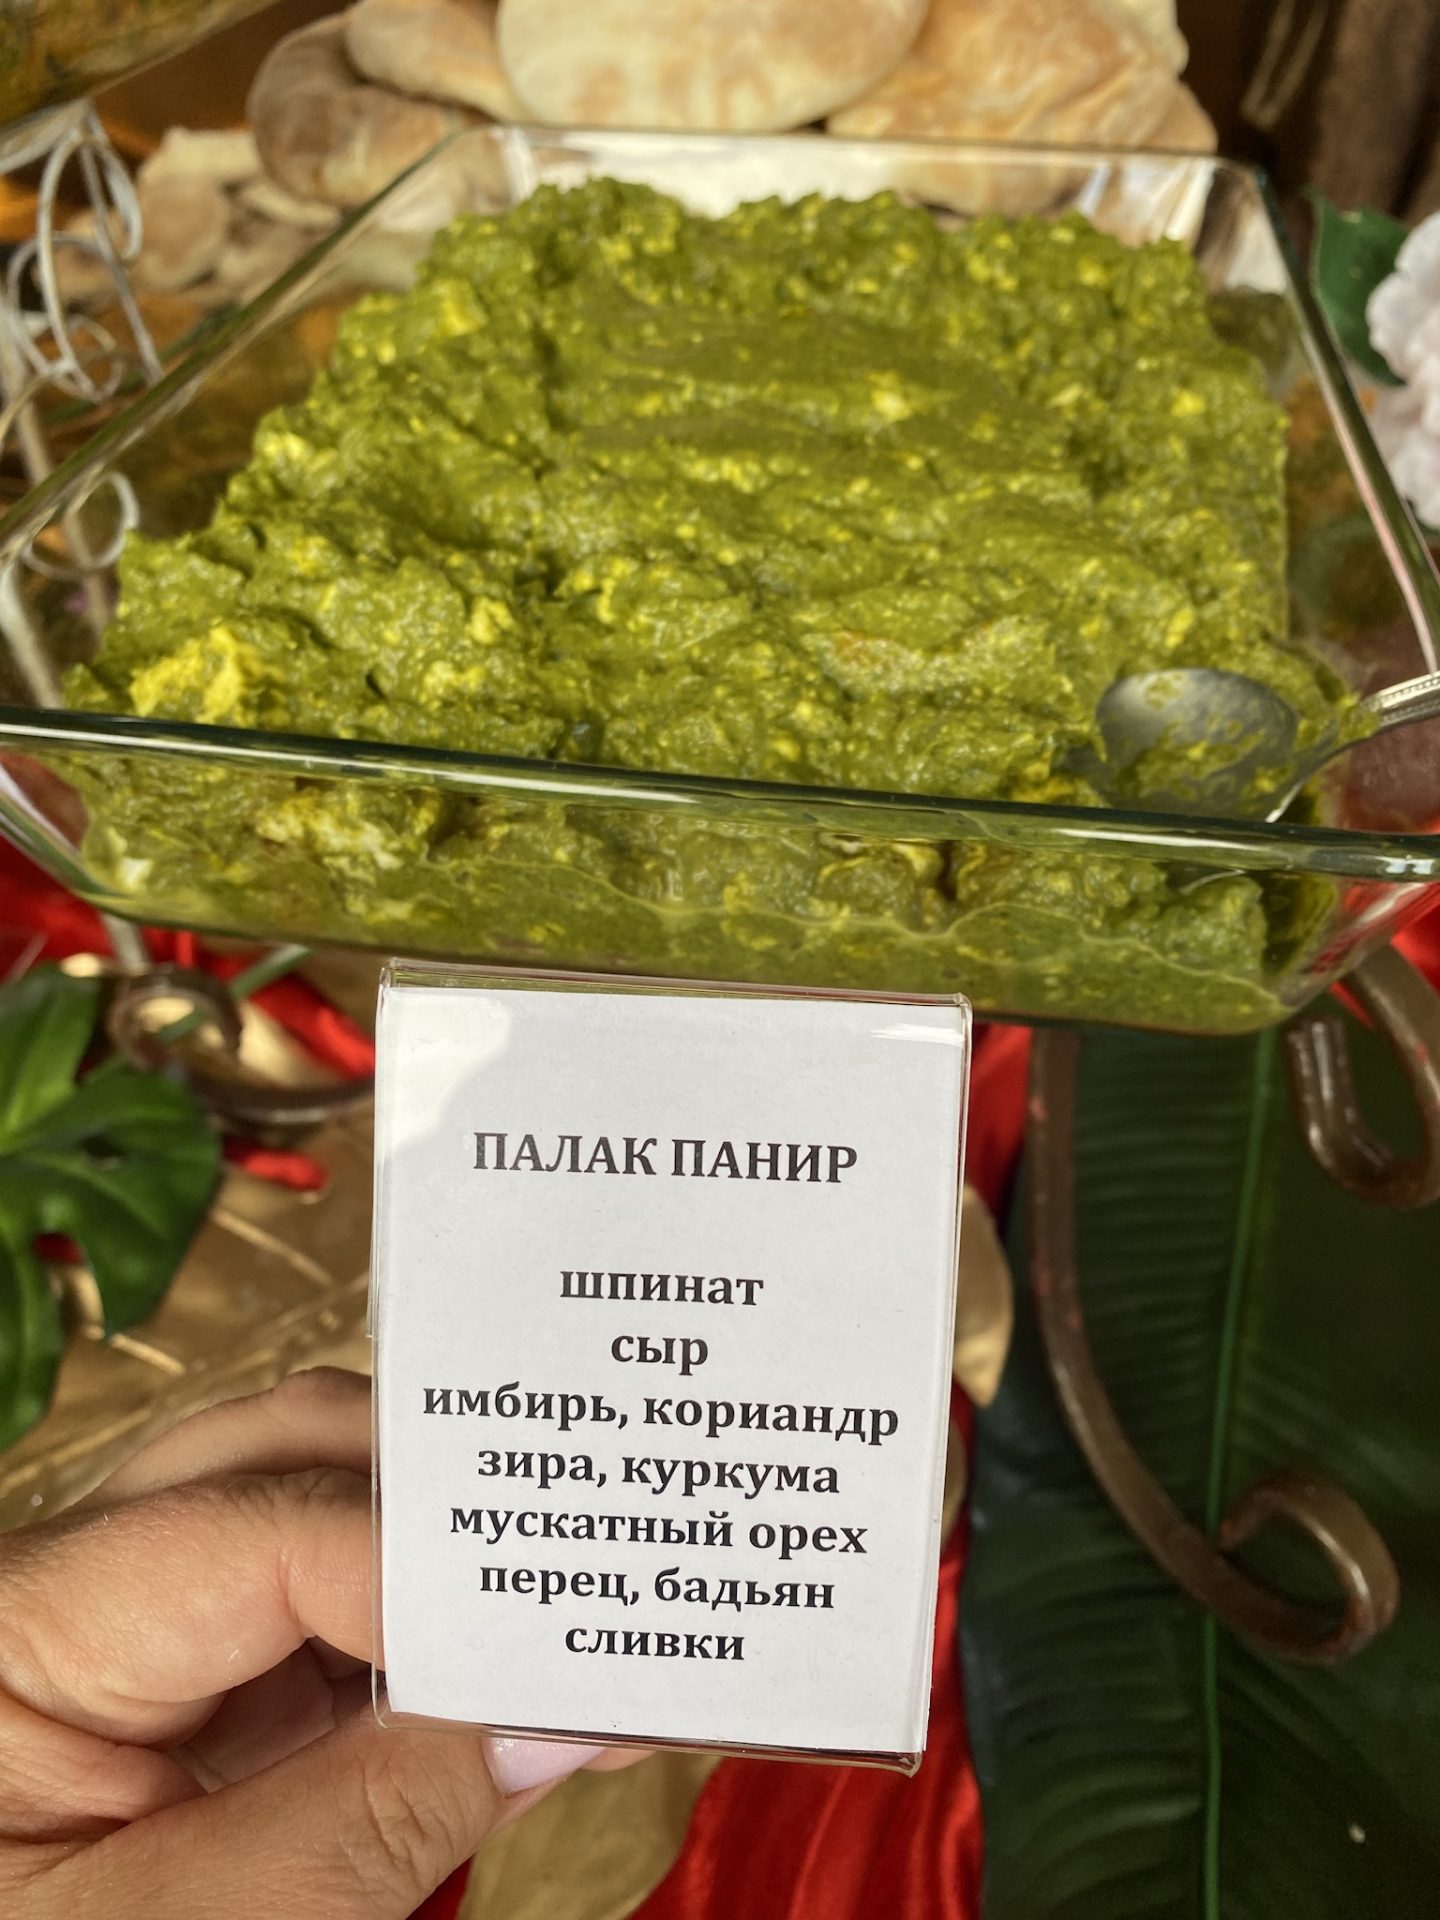 ПАЛАК ПАНИР
шпинат
сыр
имбирь, кориандр
зира, куркума
мускатный орех
перец, бадьян
сливки